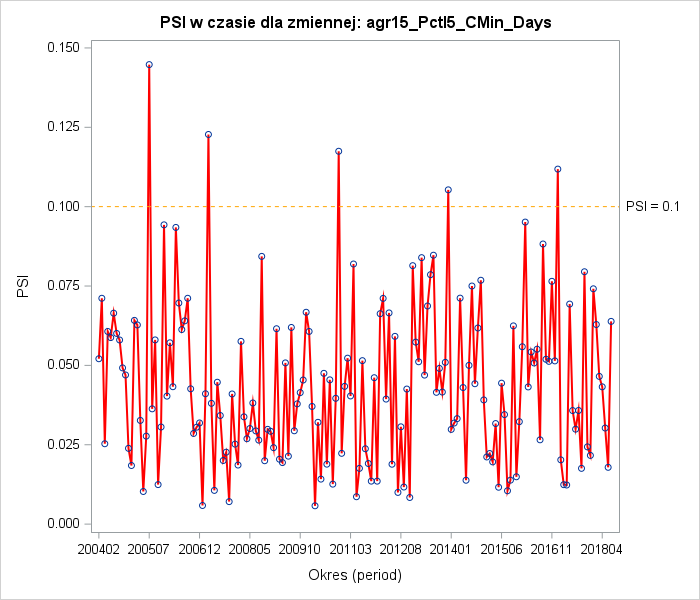 PSI w czasie dla zmiennej: agr15_Pctl5_CMin_Days
0.150
0.125
0.100
0.075
0.050
0.025
0.000
PSI
PSI = 0.1
200402 200507 200612 200805 200910 201103 201208 201401 201506 201611 201804
Okres (period)